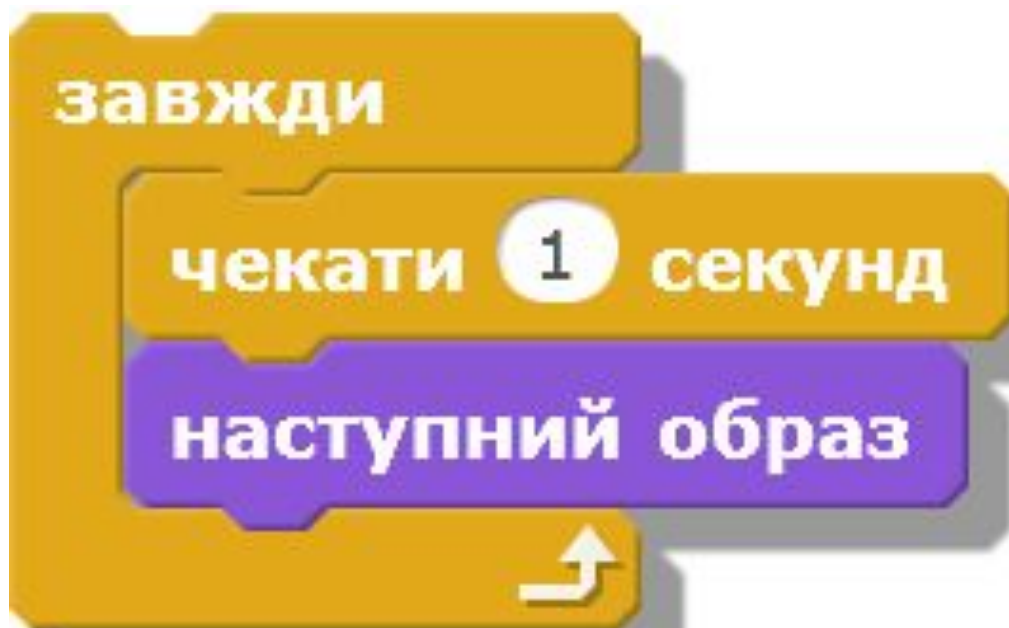 завжди
чекати 1 секунд
наступний образ